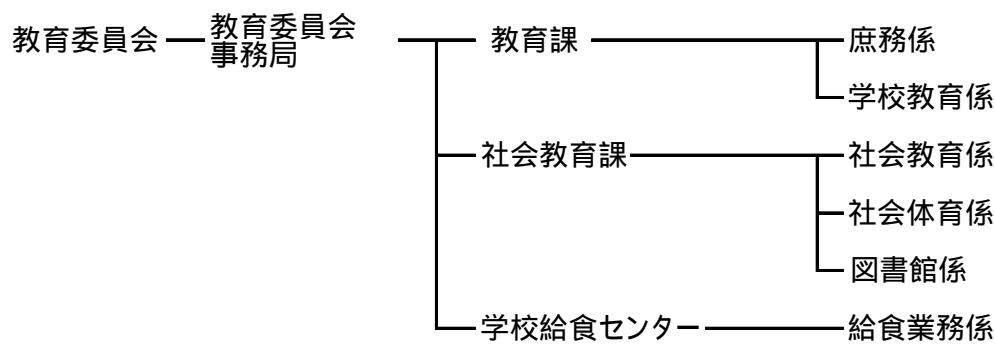 教育委員会
教育委員会
事務局
教育課
庶務係
学校教育係
社会教育課
社会教育係
社会体育係
図書館係
学校給食センター
給食業務係